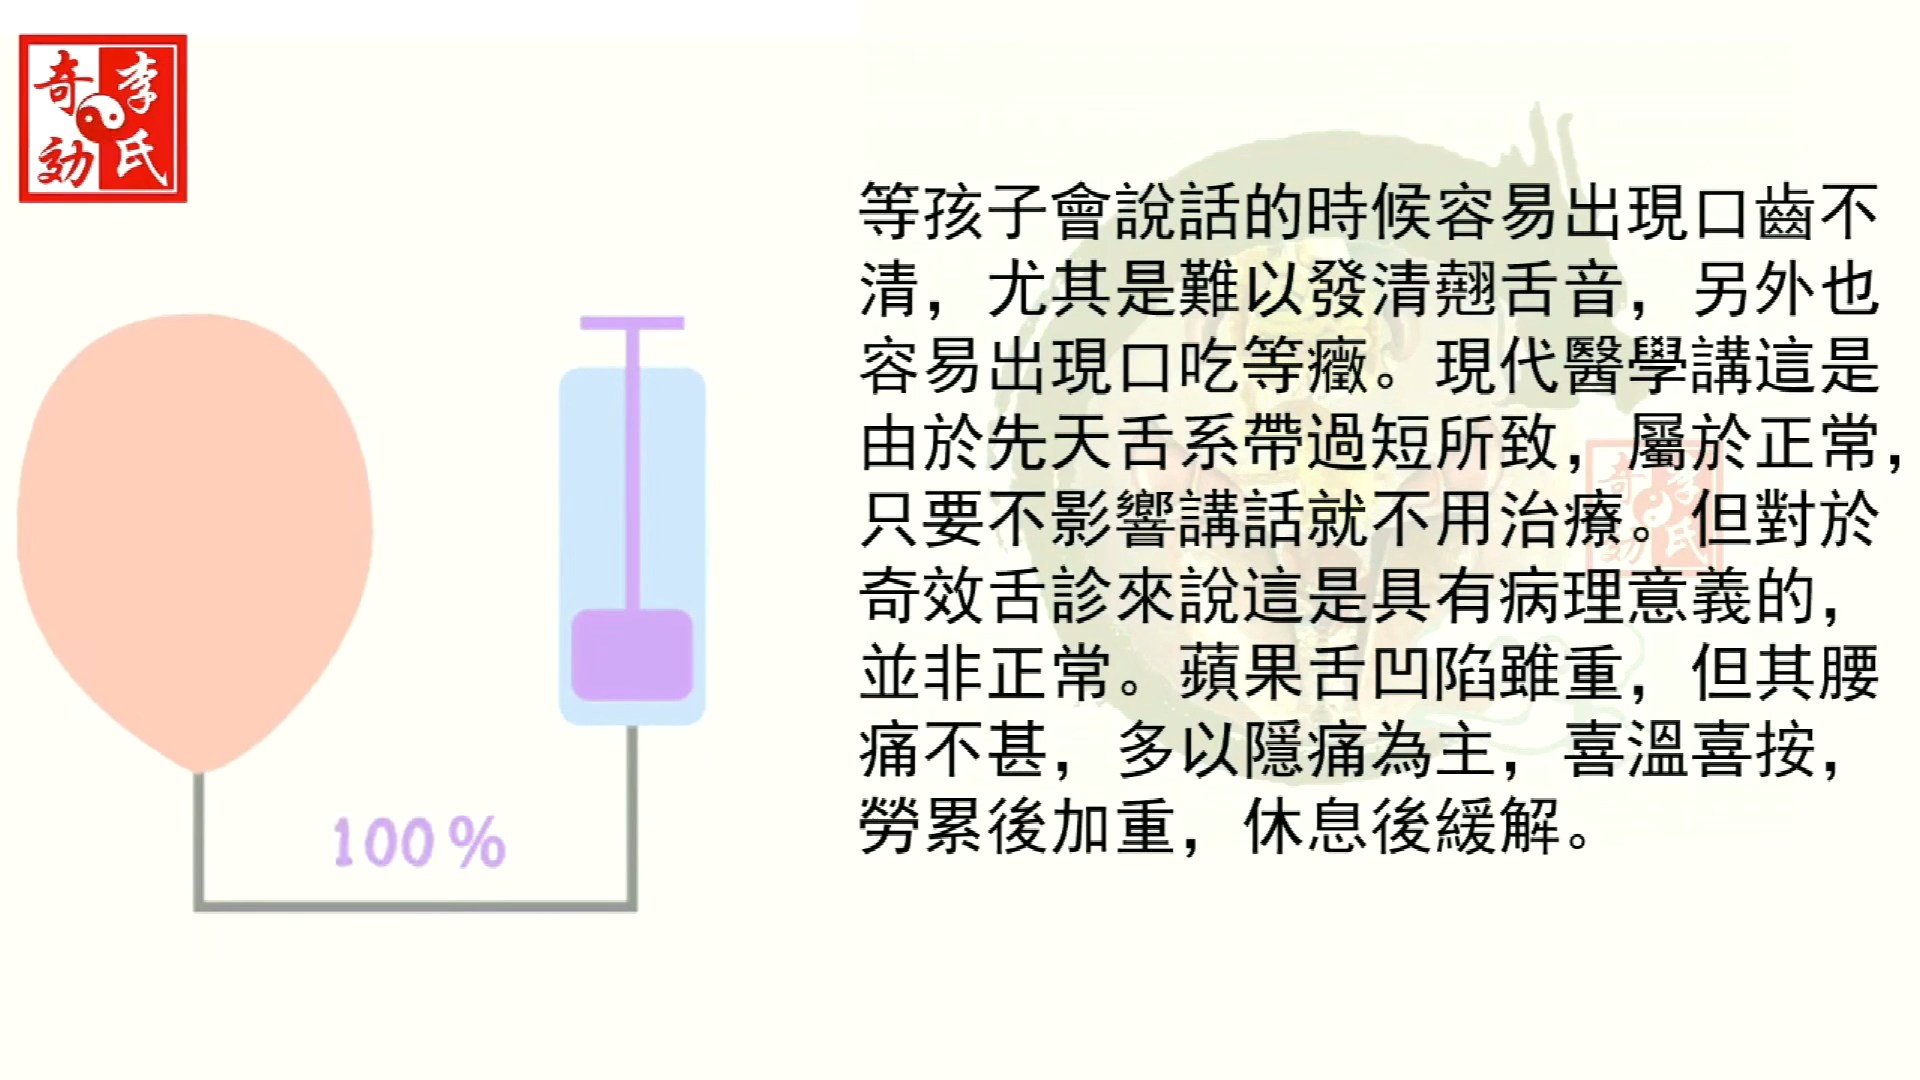 李氏
奇効
等孩子會說話的時候容易出現口齒不
清，尤其是難以發清翹舌音，另外也
容易出現口吃等癥。現代醫學講這是
由於先天舌系帶過短所致，屬於正常，
只要不影響講話就不用治療。但對於
奇效舌診來說這是具有病理意義的，
並非正常。蘋果舌凹陷雖重，但其腰
痛不甚，多以隱痛為主，喜溫喜按，
勞累後加重，休息後緩解。
100%
李氏
奇効